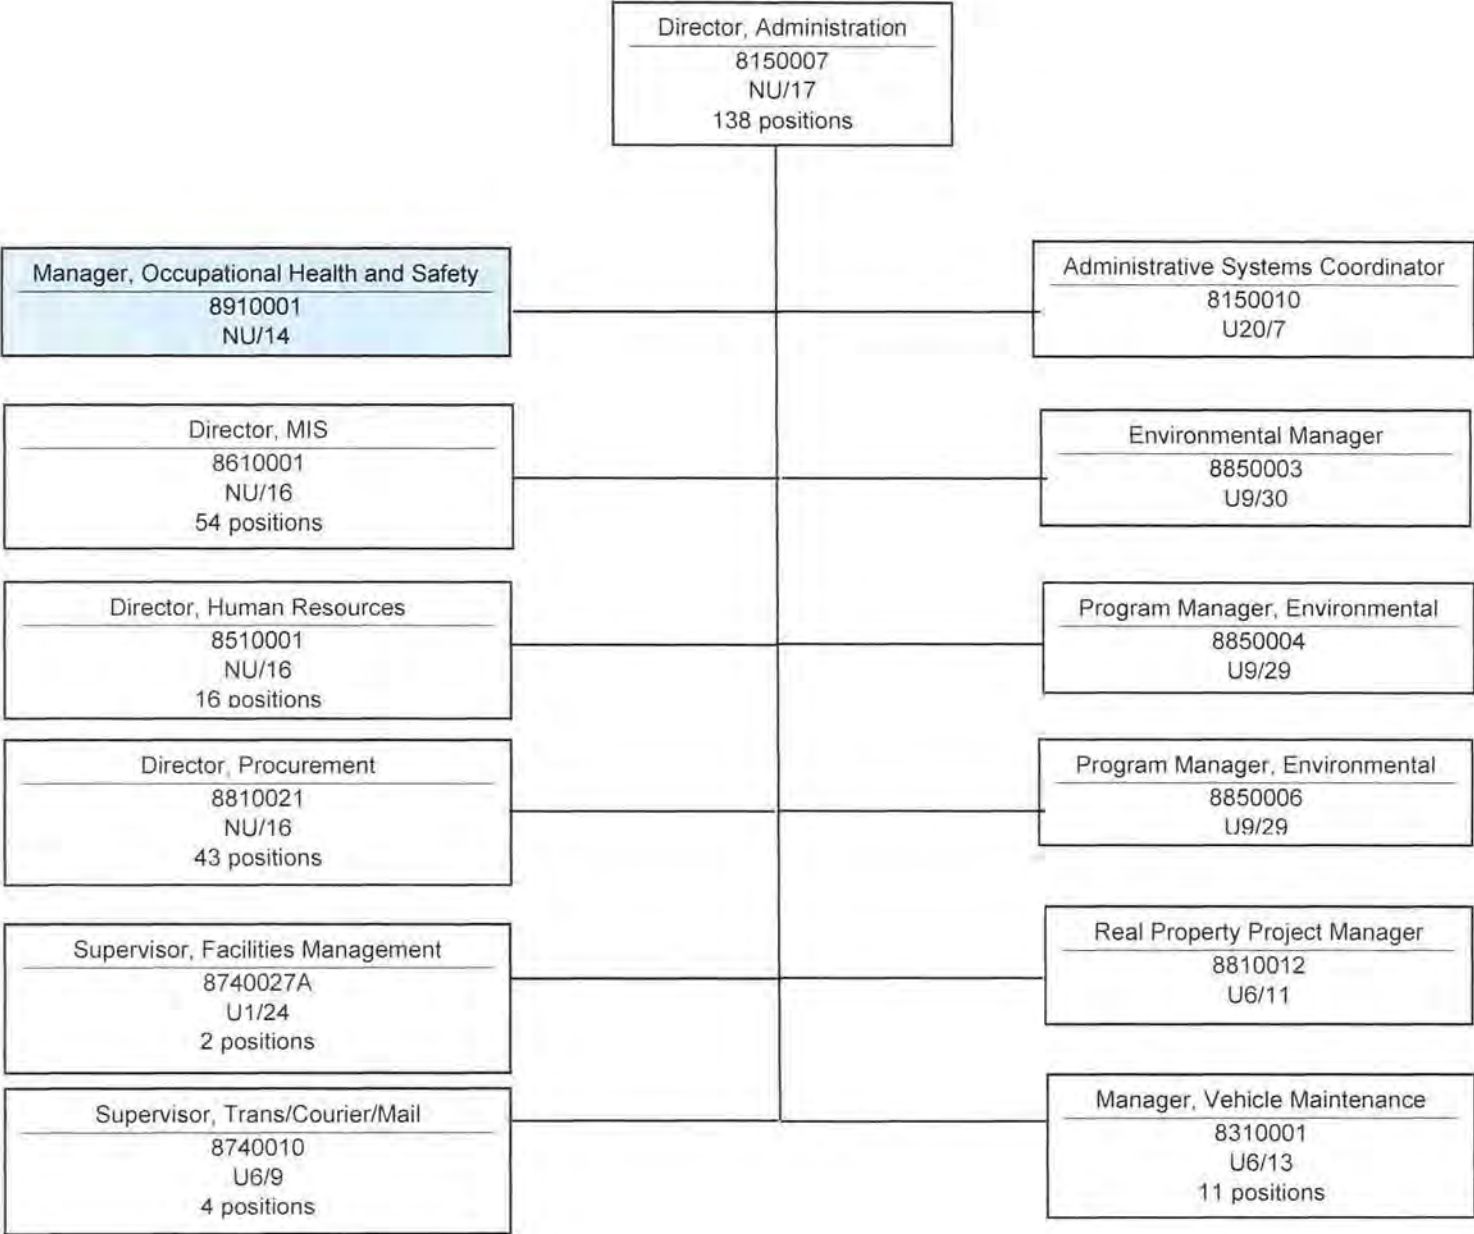 Director, Administration
8150007
NU/17
138 positions
Manager, Occupational Health and Safety
8910001
NU/14
Administrative Systems Coordinator
8150010
U20/7
Director, MIS
8610001
NU/16
54 positions
Environmental Manager
8850003
U9/30
Director, Human Resources
8510001
NU/16
16 positions
Program Manager, Environmental
8850004
U9/29
Director, Procurement
8810021
NU/16
43 positions
Program Manager, Environmental
8850006
U9/29
Supervisor, Facilities Management
8740027A
U1/24
2 positions
Real Property Project Manager
8810012
U6/11
Supervisor, Trans/Courier/Mail
8740010
U6/9
4 positions
Manager, Vehicle Maintenance
8310001
U6/13
11 positions